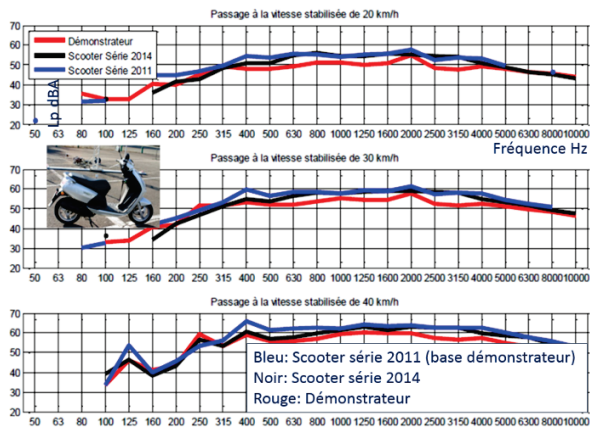 Passage à la vitesse stabilisée de 20 km/h
70
60
50
40
30
20
Démonstrateur
Scooter Série 2014
Scooter Série 2011
Lp dBA
50 63 80 100 125 160 200 250 315 400 500 630 800 1000 1250 1600 2000 2500 3150 4000 5000 6300 8000 10000
Fréquence Hz
Passage à la vitesse stabilisée de 30 km/h
70
60
50
40
30
20
50 63 80 100 125 160 200 250 315 400 500 630 800 1000 1250 1600 2000 2500 3150 4000 5000 6300 8000 10000
Passage à la vitesse stabilisée de 40 km/h
70
60
50
40
30
20
Bleu: Scooter série 2011 (base démonstrateur)
Noir: Scooter série 2014
Rouge: Démonstrateur
50 63 80 100 125 160 200 250 315 400 500 630 800 1000 1250 1600 2000 2500 3150 4000 5000 6300 8000 10000